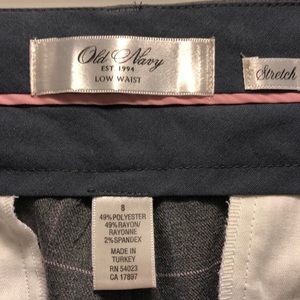 Old Navy
EST. 1994
LOW WAIST
Stretch
8
49%POLYESTER
49%RAYON/
RAYONNE
2%SPANDEX
MADE IN
TURKEY
RN 54023
CA 17897